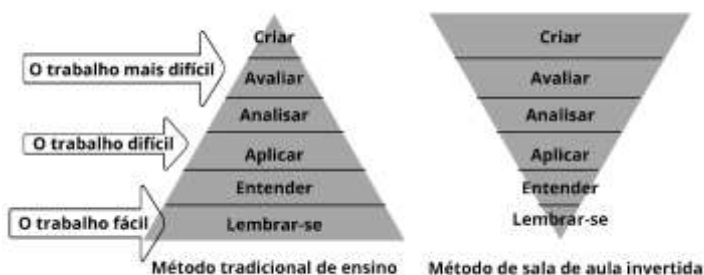 Criar
O trabalho mais difícil
Avaliar
Analisar
O trabalho difícil
Aplicar
Entender
O trabalho fácil
Lembrar-se
Método tradicional de ensino
Criar
Avaliar
Analisar
Aplicar
Entender
Lembrar-se
Método de sala de aula invertida